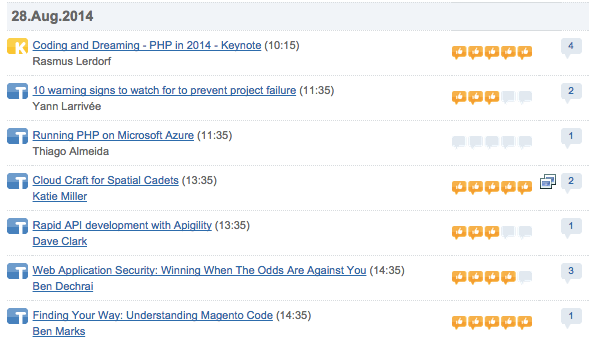 28.Aug.2014
K Coding and Dreaming - PHP in 2014 - Keynote (10:15) 4
Rasmus Lerdorf
T 10 warning signs to watch for to prevent project failure (11:35) 2
Yann Larrivée
T Running PHP on Microsoft Azure (11:35) 1
Thiago Almeida
T Cloud Craft for Spatial Cadets (13:35) 2
Katie Miller
T Rapid API development with Apigility (13:35) 1
Dave Clark
T Web Application Security: Winning When The Odds Are Against You (14:35) 3
Ben Dechrai
T Finding Your Way: Understanding Magento Code (14:35) 1
Ben Marks